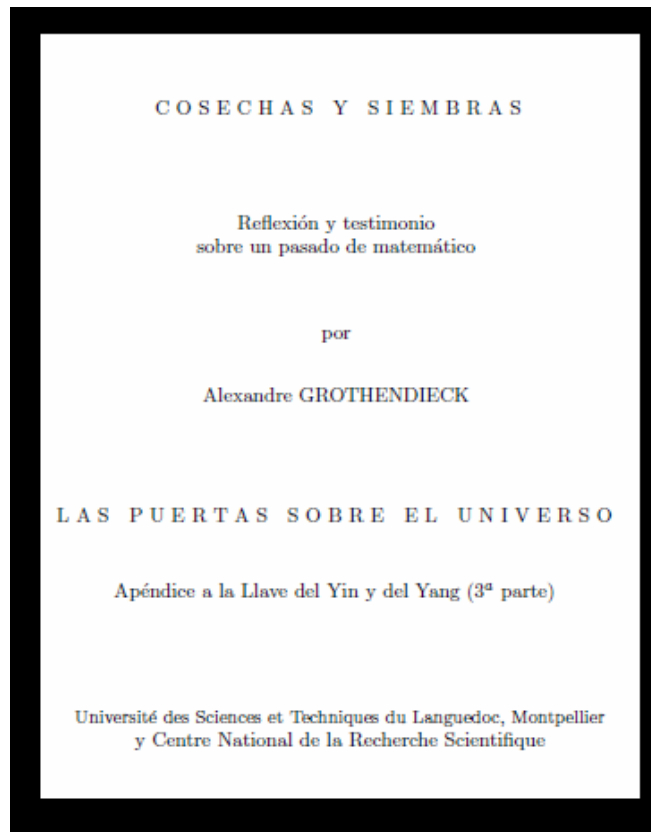 COSECHAS Y SIEMBRAS
Reflexión y testimonio
sobre un pasado de matemático
por
Alexandre GROTHENDIECK
LAS PUERTAS SOBRE EL UNIVERSO
Apéndice a la Llave del Yin y del Yang (3ª parte)
Université des Sciences et Techniques du Languedoc, Montpellier
y Centre National de la Recherche Scientifique